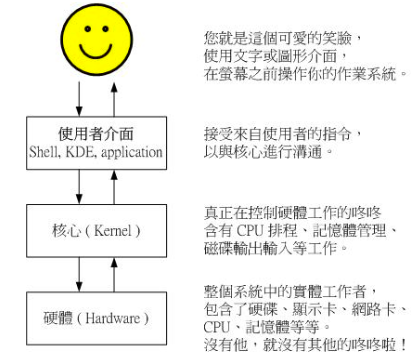 您就是這個可愛的笑臉，
使用文字或圖形介面，
在螢幕之前操作你的作業系統。
使用者介面
Shell, KDE, application
接受來自使用者的指令，
以與核心進行溝通。
核心 ( Kernel )
真正在控制硬體工作的咚咚
含有 CPU 排程、記憶體管理、
磁碟輸出輸入等工作。
硬體 ( Hardware )
整個系統中的實體工作者，
包含了硬碟、顯示卡、網路卡、
CPU、記憶體等等。
沒有他，就沒有其他的咚咚啦！